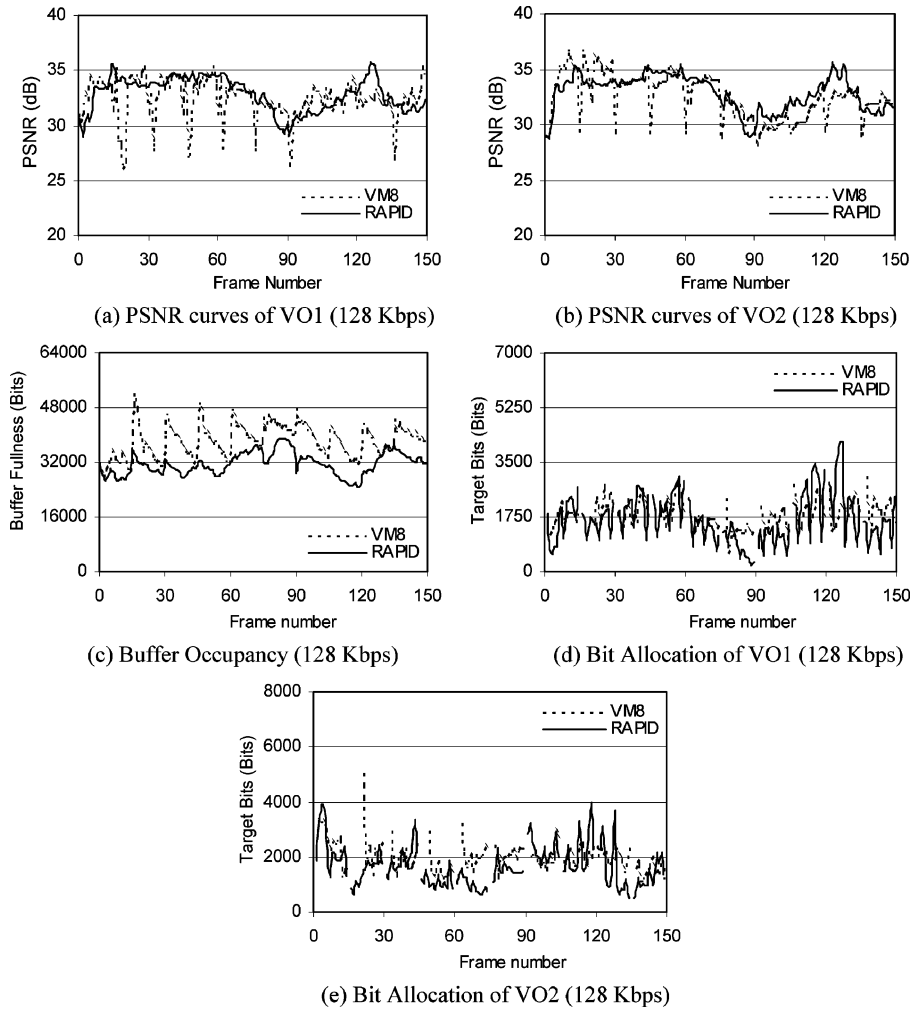 40
35
30
25
20
PSNR (dB)
VM8
RAPID
0 30 60 90 120 150
Frame Number
(a) PSNR curves of VO1 (128 Kbps)
40
35
30
25
20
PSNR (dB)
VM8
RAPID
0 30 60 90 120 150
Frame Number
(b) PSNR curves of VO2 (128 Kbps)
64000
48000
32000
16000
0
Buffer Fullness (Bits)
VM8
RAPID
0 30 60 90 120 150
Frame number
(c) Buffer Occupancy (128 Kbps)
7000
5250
3500
1750
0
Target Bits (Bits)
VM8
RAPID
0 30 60 90 120 150
Frame number
(d) Bit Allocation of VO1 (128 Kbps)
8000
6000
4000
2000
0
Target Bits (Bits)
VM8
RAPID
0 30 60 90 120 150
Frame number
(e) Bit Allocation of VO2 (128 Kbps)